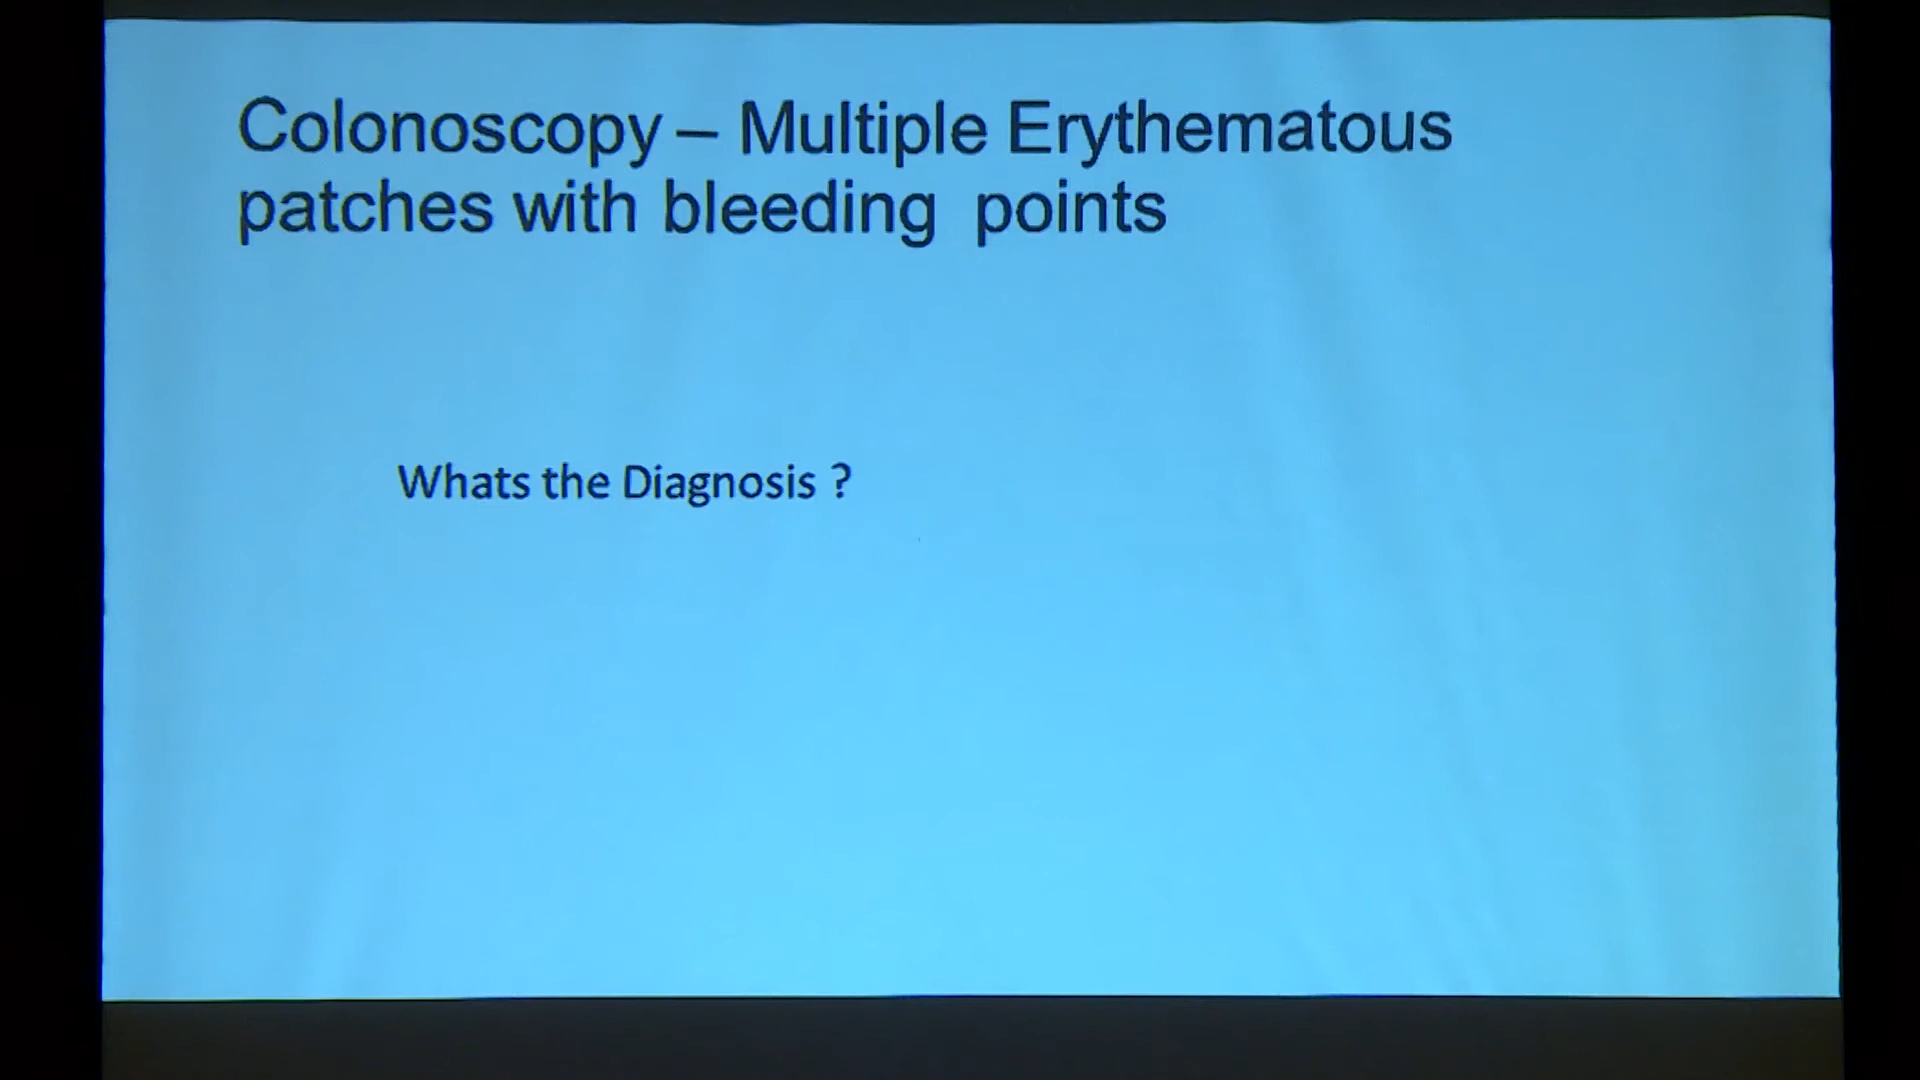 Colonoscopy – Multiple Erythematous
patches with bleeding points
Whats the Diagnosis ?